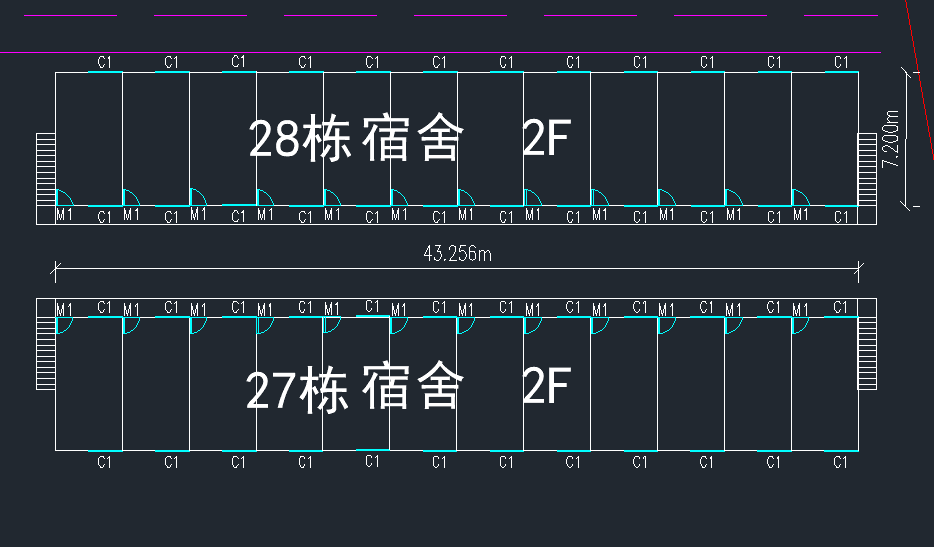 C1 C1 C1 C1 C1 C1 C1 C1 C1 C1 C1 C1
7.200m
28栋宿舍 2F
M1 C1 M1 C1 M1 C1 M1 C1 M1 C1 M1 C1 M1 C1 M1 C1 M1 C1 M1 C1 M1 C1 M1 C1
43.256m
M1 C1 M1 C1 M1 C1 M1 C1 M1 C1 M1 C1 M1 C1 M1 C1 M1 C1 M1 C1 M1 C1 M1 C1
27栋宿舍 2F
C1 C1 C1 C1 C1 C1 C1 C1 C1 C1 C1 C1